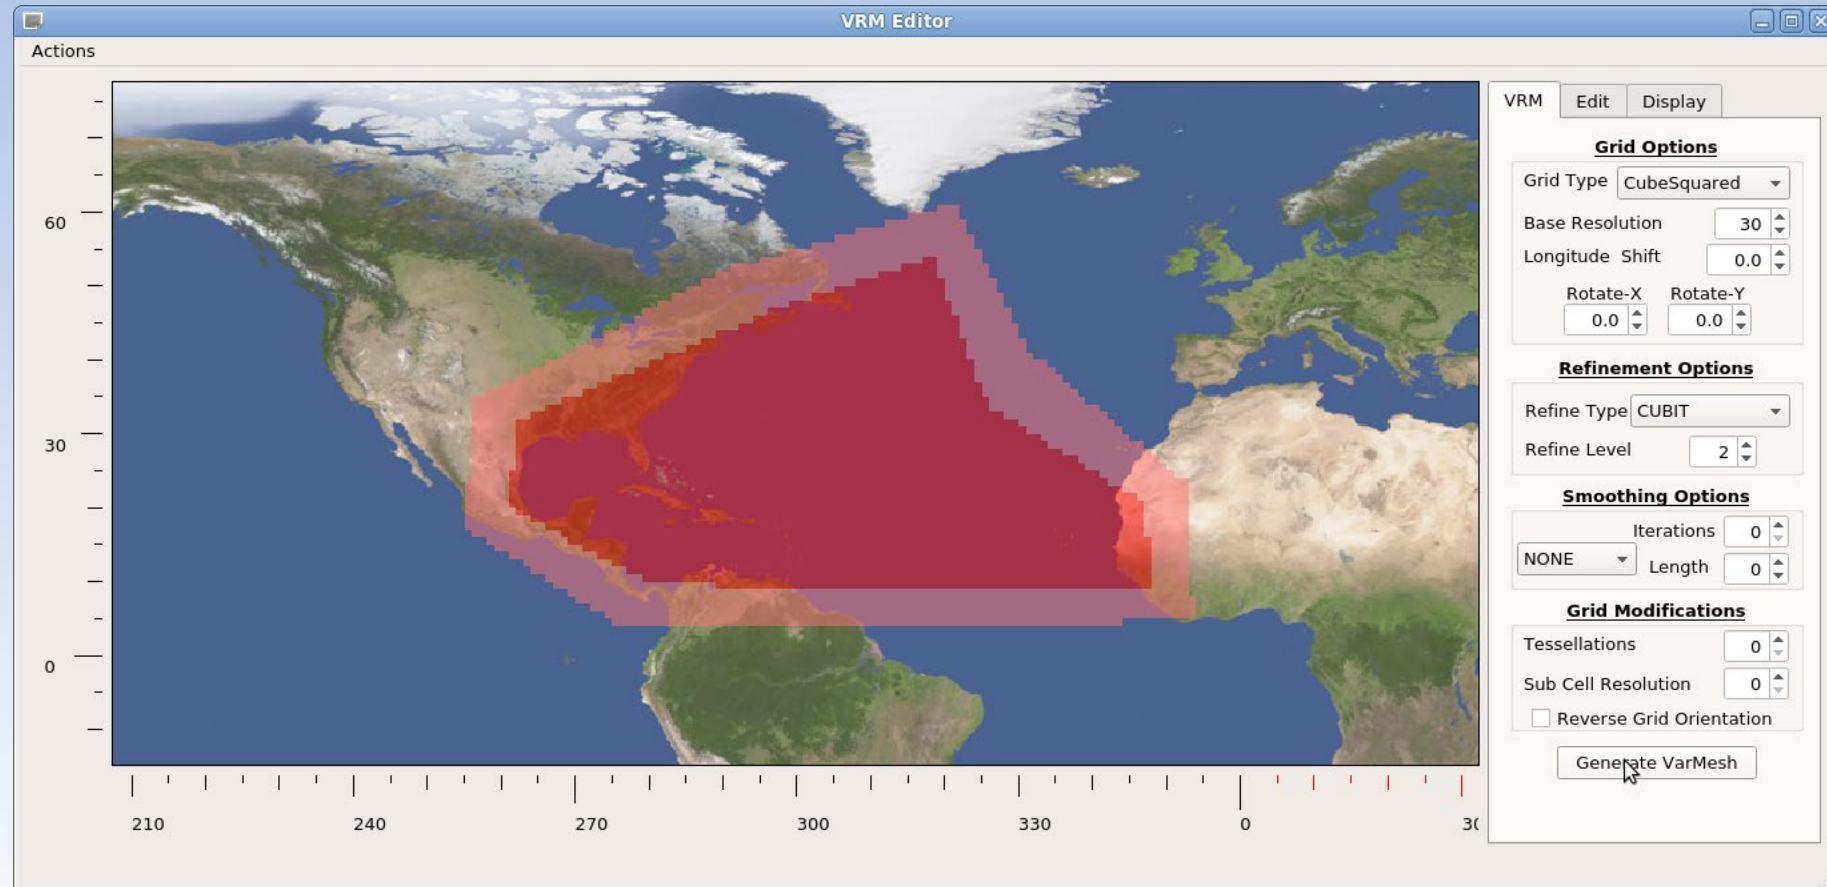 VRM Editor
Actions
60
30
0
210 240 270 300 330 0 30
VRM Edit Display
Grid Options
Grid Type CubeSquared
Base Resolution 30
Longitude Shift 0.0
Rotate-X Rotate-Y
0.0 0.0
Refinement Options
Refine Type CUBIT
Refine Level 2
Smoothing Options
Iterations 0
NONE Length 0
Grid Modifications
Tessellations 0
Sub Cell Resolution 0
Reverse Grid Orientation
Generate VarMesh